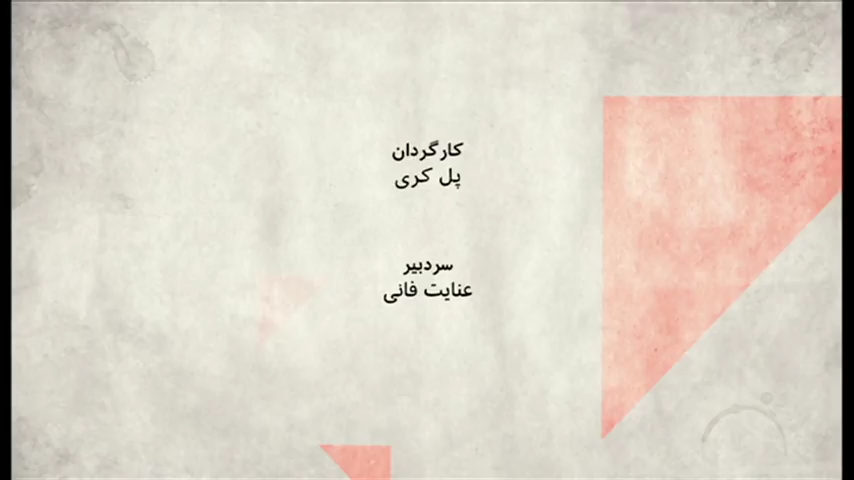 کارگردان
پل کری
سردبیر
عنایت فانی